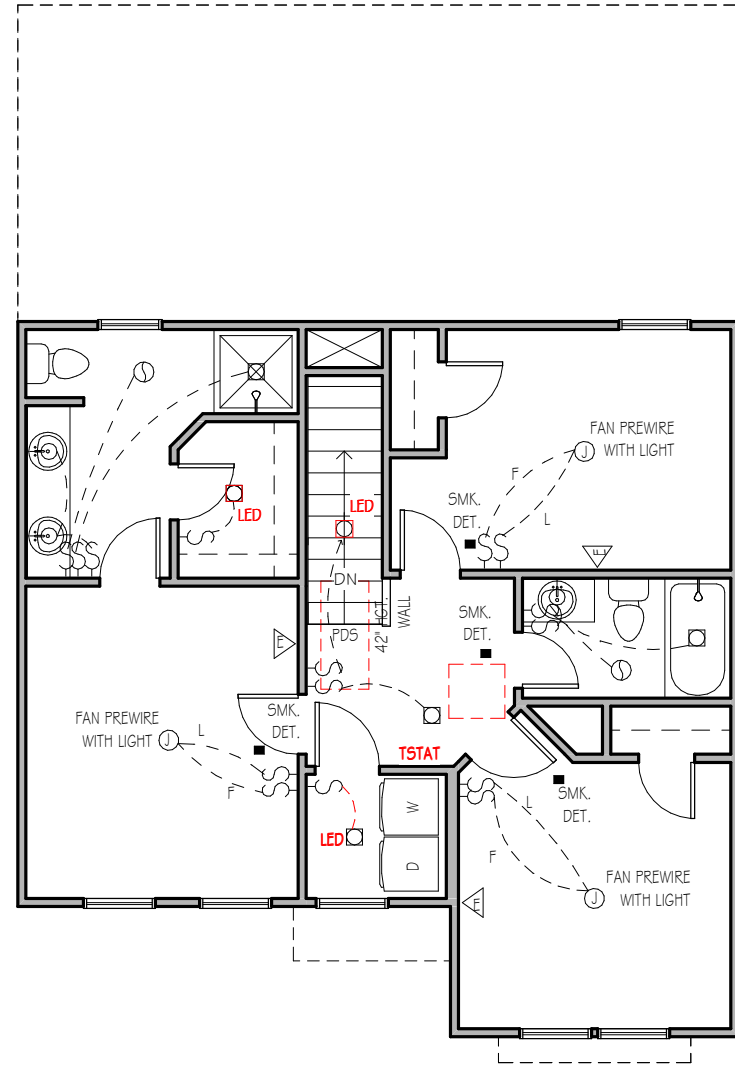 FAN PREWIRE
WITH LIGHT
J
F
L
SMK.
DET.
E
LED
LED
DN
PDS
42" HGT.
WALL
SMK.
DET.
E
FAN PREWIRE
WITH LIGHT
J
L
F
SMK.
DET.
TSTAT
LED
W
D
SMK.
DET.
L
F
FAN PREWIRE
WITH LIGHT
J
E